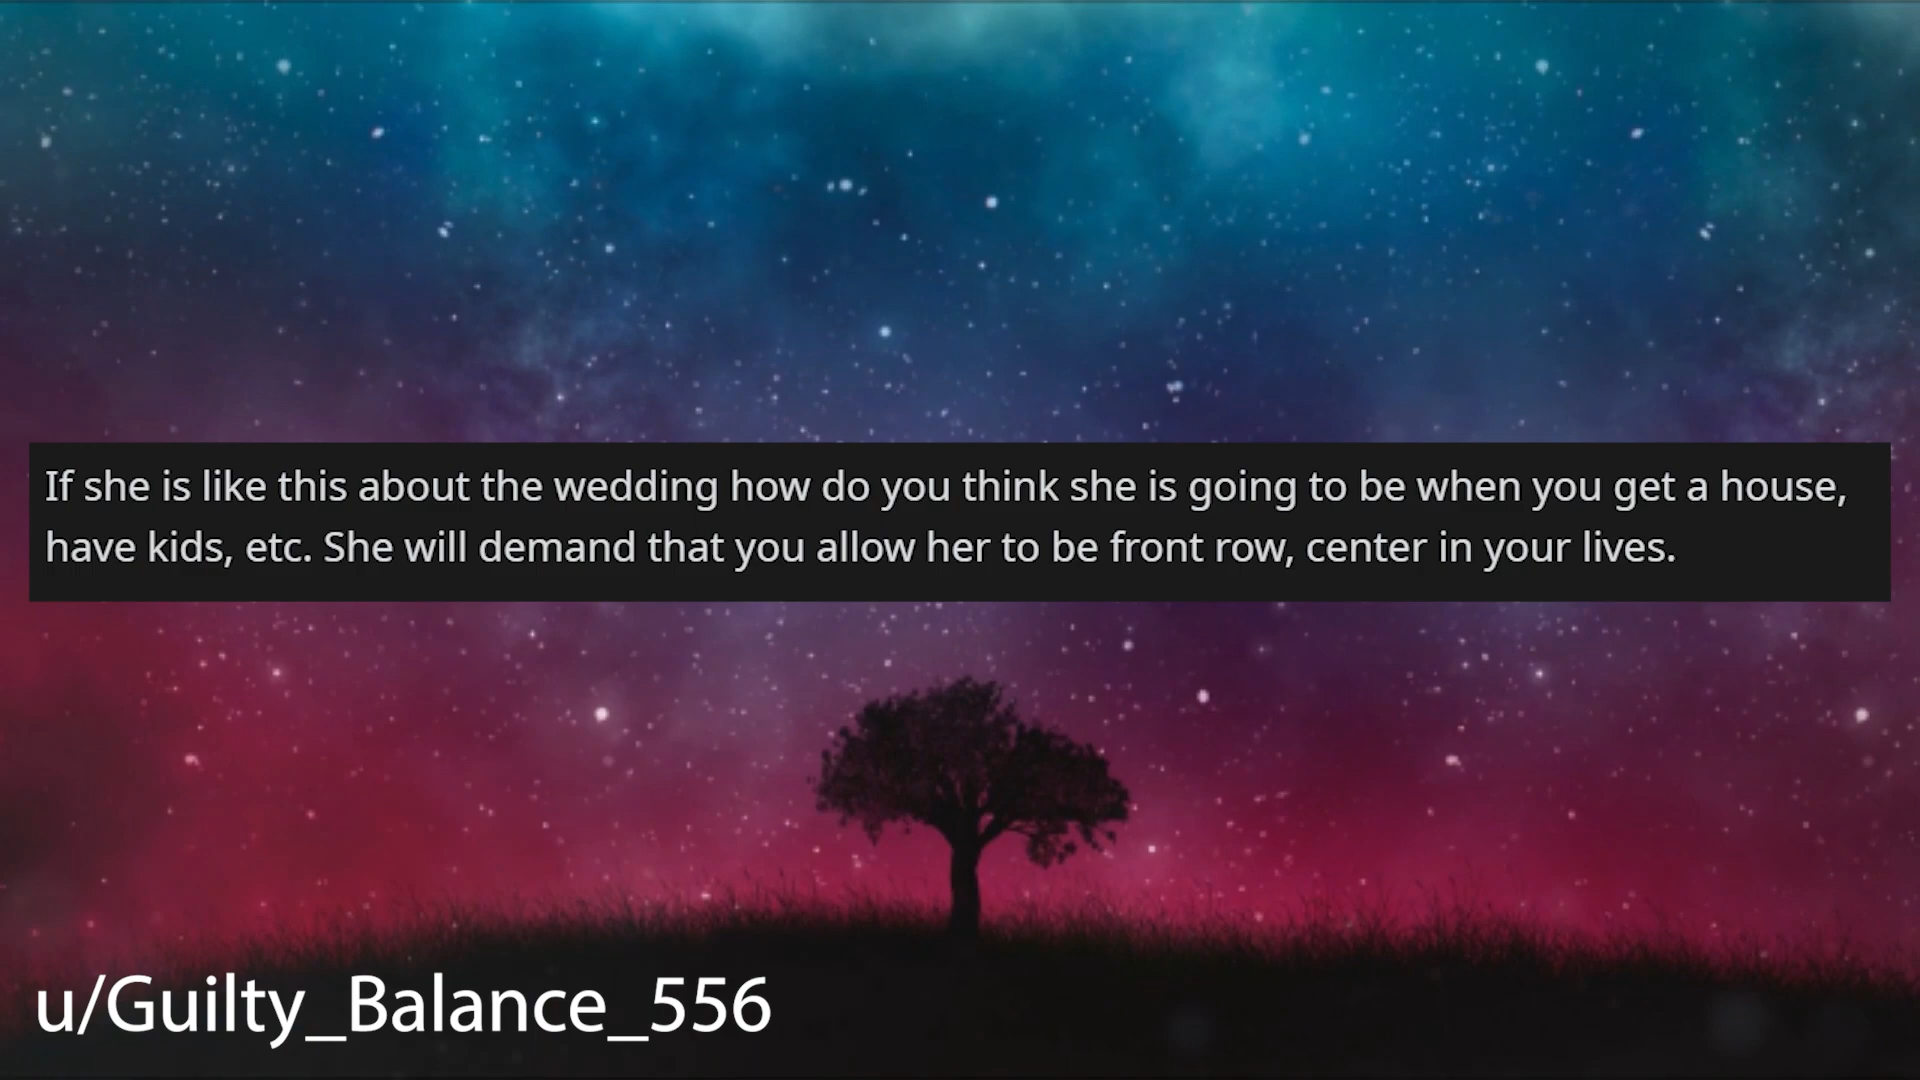 If she is like this about the wedding how do you think she is going to be when you get a house,
have kids, etc. She will demand that you allow her to be front row, center in your lives.
u/Guilty_Balance_556